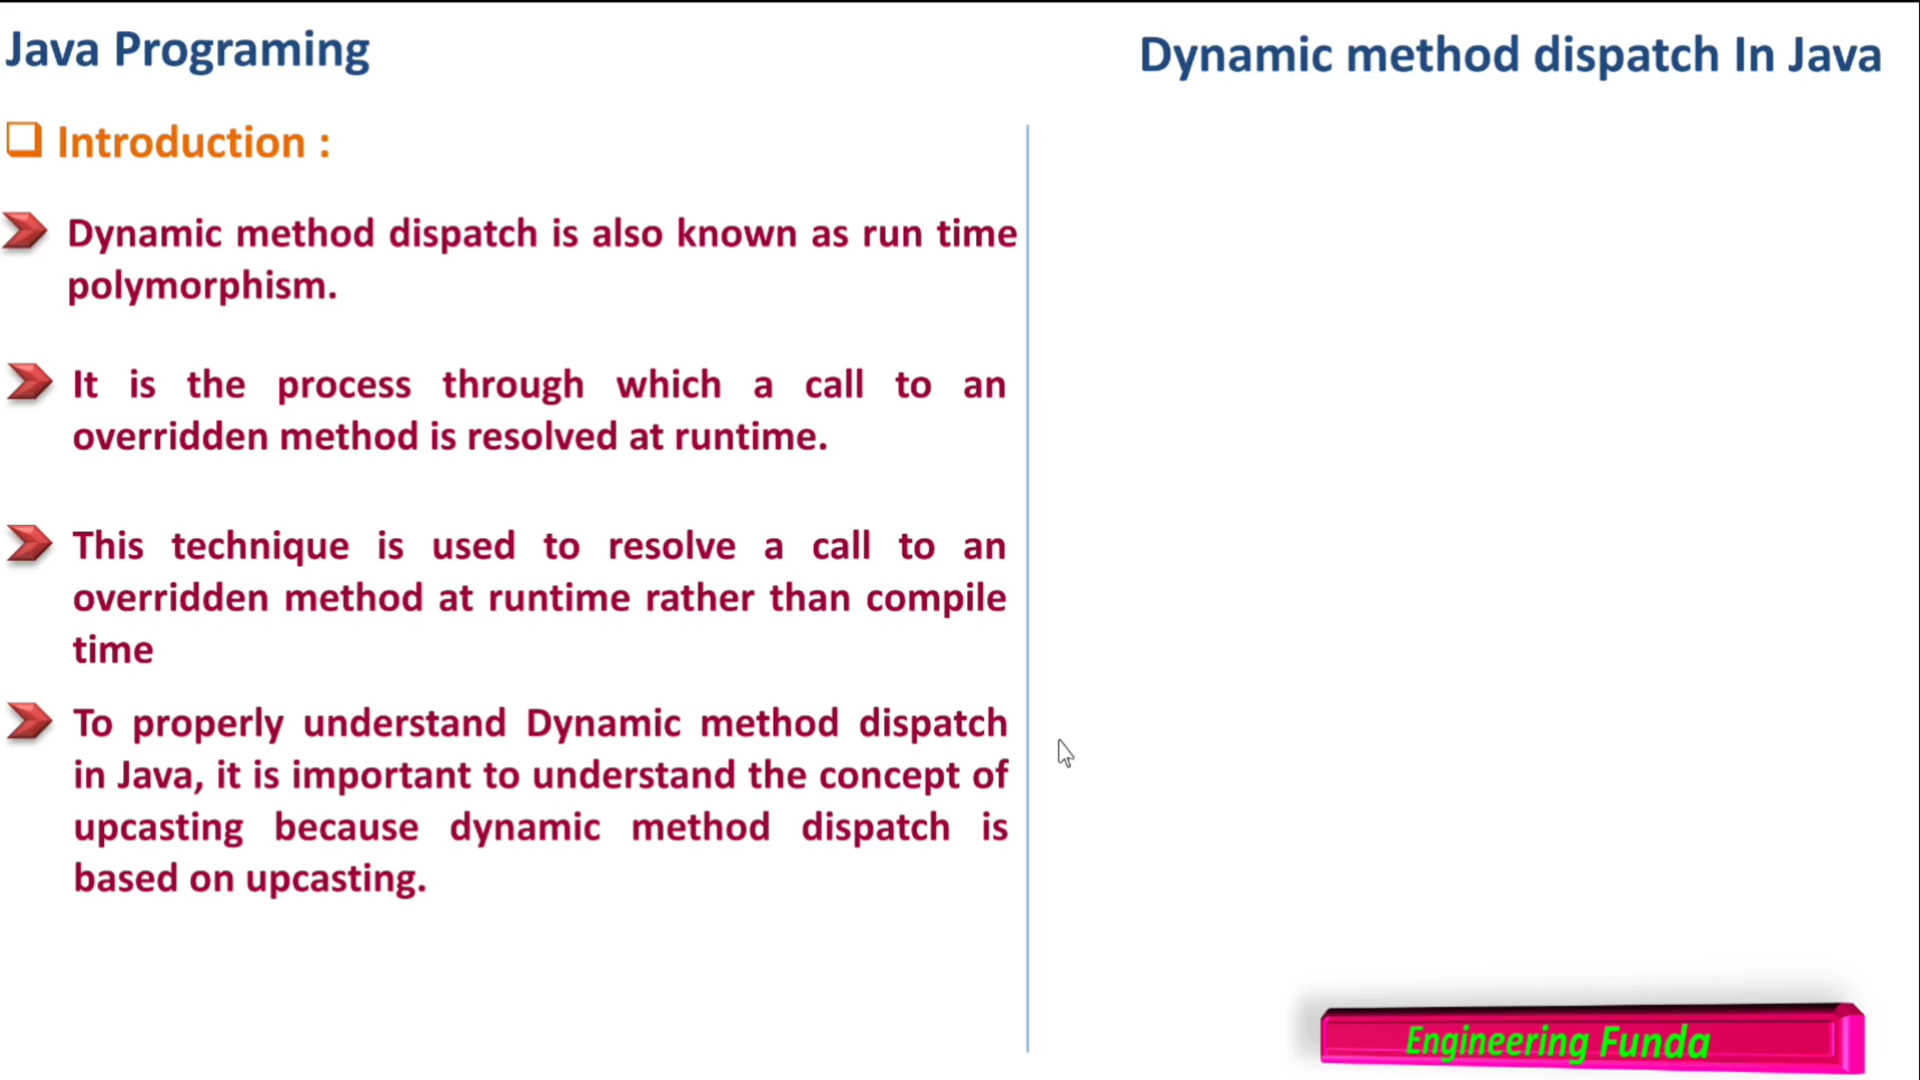 Java Programing
Dynamic method dispatch In Java
Introduction :
Dynamic method dispatch is also known as run time
polymorphism.
It is the process through which a call to an
overridden method is resolved at runtime.
This technique is used to resolve a call to an
overridden method at runtime rather than compile
time
To properly understand Dynamic method dispatch
in Java, it is important to understand the concept of
upcasting because dynamic method dispatch is
based on upcasting.
Engineering Funda